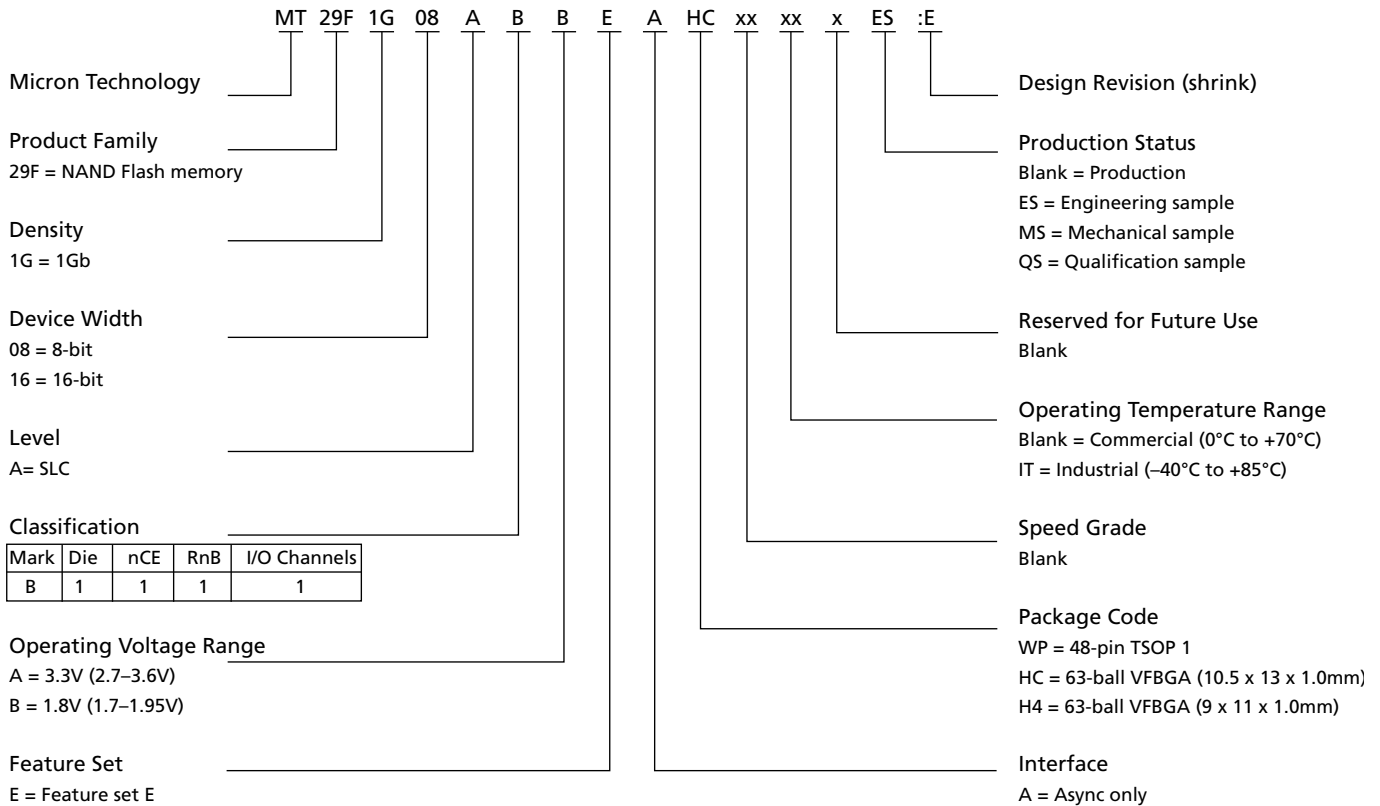 MT 29F 1G 08 A B B E A HC xx xx x ES :E
Micron Technology
Product Family
29F = NAND Flash memory
Density
1G = 1Gb
Device Width
08 = 8-bit
16 = 16-bit
Level
A= SLC
Classification
Mark Die nCE RnB I/O Channels
B 1 1 1 1
Operating Voltage Range
A = 3.3V (2.7–3.6V)
B = 1.8V (1.7–1.95V)
Feature Set
E = Feature set E
Design Revision (shrink)
Production Status
Blank = Production
ES = Engineering sample
MS = Mechanical sample
QS = Qualification sample
Reserved for Future Use
Blank
Operating Temperature Range
Blank = Commercial (0°C to +70°C)
IT = Industrial (–40°C to +85°C)
Speed Grade
Blank
Package Code
WP = 48-pin TSOP 1
HC = 63-ball VFBGA (10.5 x 13 x 1.0mm)
H4 = 63-ball VFBGA (9 x 11 x 1.0mm)
Interface
A = Async only